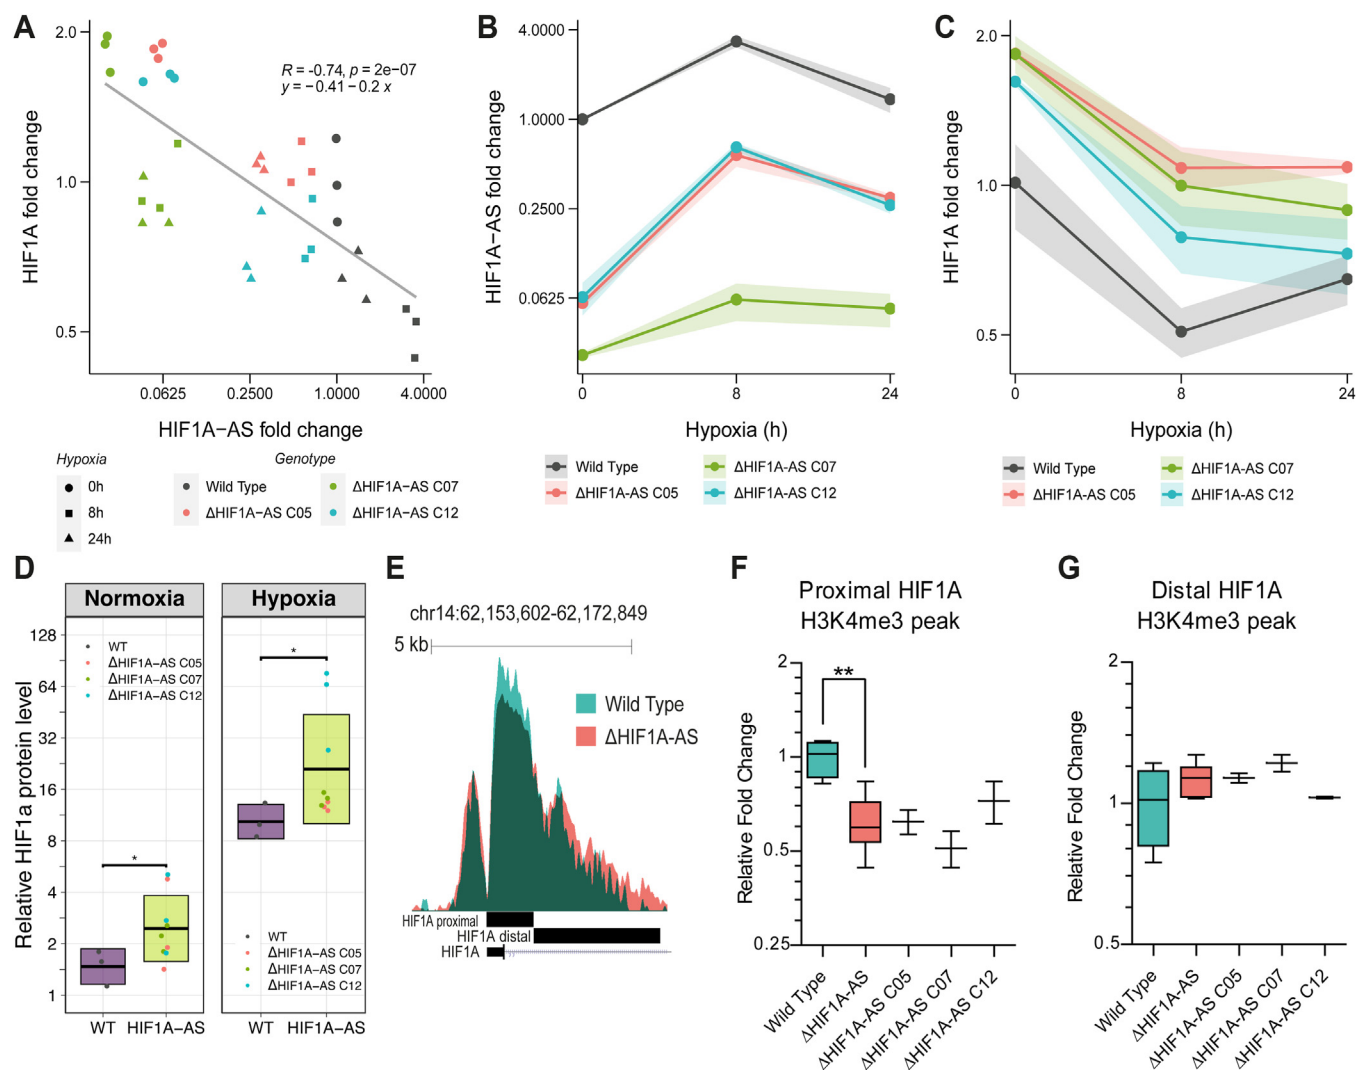 A
2.0
1.0
0.5
HIF1A fold change
R = -0.74, p = 2e−07
y = −0.41 − 0.2 x
0.0625
0.2500
1.0000
4.0000
HIF1A−AS fold change
Hypoxia
0h
8h
24h
Genotype
Wild Type
ΔHIF1A−AS C05
ΔHIF1A−AS C07
ΔHIF1A−AS C12
B
4.0000
1.0000
0.2500
0.0625
HIF1A−AS fold change
0
8
24
Hypoxia (h)
Wild Type
ΔHIF1A-AS C05
ΔHIF1A-AS C07
ΔHIF1A-AS C12
C
2.0
1.0
0.5
HIF1A fold change
0
8
24
Hypoxia (h)
Wild Type
ΔHIF1A-AS C05
ΔHIF1A-AS C07
ΔHIF1A-AS C12
D
Normoxia
Hypoxia
Relative HIF1a protein level
128
64
32
16
8
4
2
1
WT
ΔHIF1A−AS C05
ΔHIF1A−AS C07
ΔHIF1A−AS C12
*
WT
HIF1A−AS
*
WT
ΔHIF1A−AS C05
ΔHIF1A−AS C07
ΔHIF1A−AS C12
WT
HIF1A−AS
E
chr14:62,153,602-62,172,849
5 kb
Wild Type
ΔHIF1A-AS
HIF1A proximal
HIF1A distal
HIF1A
F
Proximal HIF1A
H3K4me3 peak
Relative Fold Change
2
1
0.5
0.25
**
Wild Type
ΔHIF1A-AS
ΔHIF1A-AS C05
ΔHIF1A-AS C07
ΔHIF1A-AS C12
G
Distal HIF1A
H3K4me3 peak
Relative Fold Change
2
1
0.5
Wild Type
ΔHIF1A-AS
ΔHIF1A-AS C05
ΔHIF1A-AS C07
ΔHIF1A-AS C12